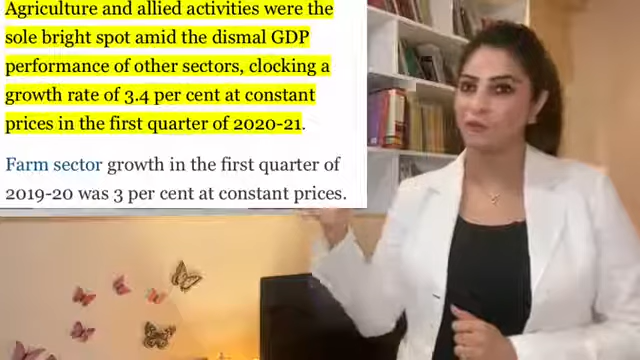 Agriculture and allied activities were the
sole bright spot amid the dismal GDP
performance of other sectors, clocking a
growth rate of 3.4 per cent at constant
prices in the first quarter of 2020-21.
Farm sector growth in the first quarter of
2019-20 was 3 per cent at constant prices.